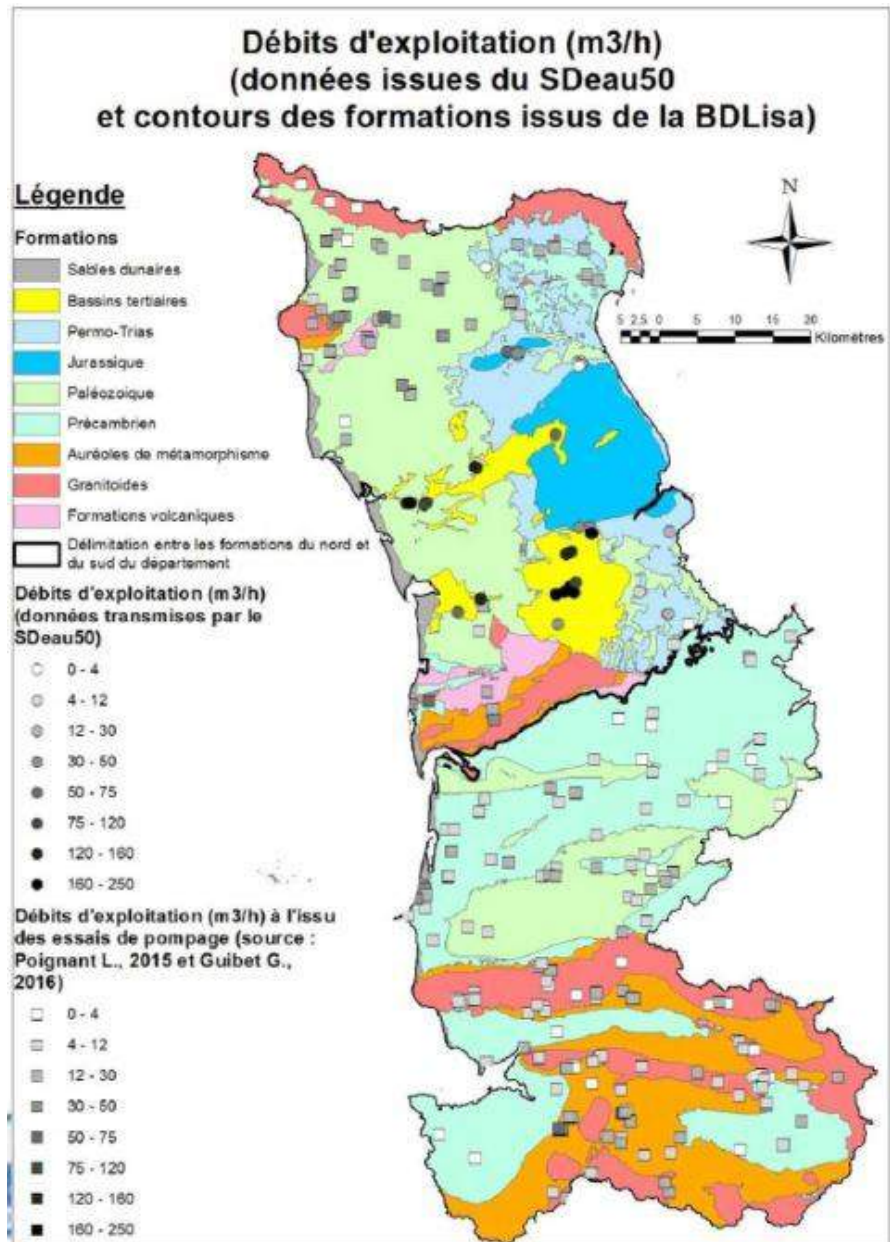 Débits d'exploitation (m3/h)
(données issues du SDeau50
et contours des formations issus de la BDLisa)
Légende
Formations
Sables dunaires
Bassins tertiaires
Permo-Trias
Jurassique
Paléozoique
Précambrien
Auréoles de métamorphisme
Granitoides
Formations volcaniques
Délimitation entre les formations du nord et
du sud du département
Débits d'exploitation (m3/h)
(données transmises par le
SDeau50)
0 - 4
4 - 12
12 - 30
30 - 50
50 - 75
75 - 120
120 - 160
160 - 250
Débits d'exploitation (m3/h) à l'issu
des essais de pompage (source :
Poignant L., 2015 et Guibet G.,
2016)
0 - 4
4 - 12
12 - 30
30 - 50
50 - 75
75 - 120
120 - 160
160 - 250
N
5 2,5 0 5 10 15 20
Kilomètres